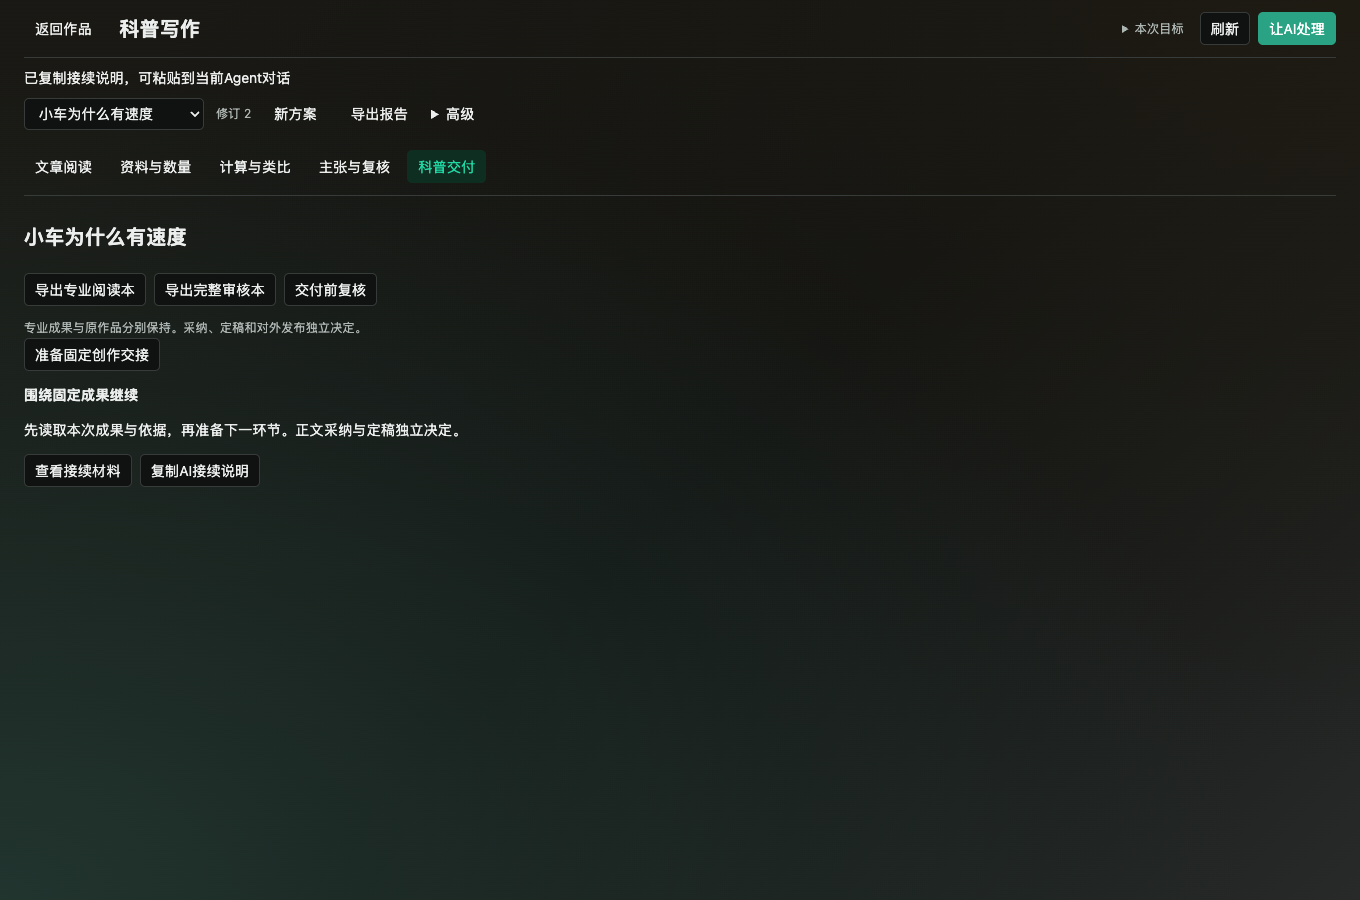 返回作品 科普写作 ▶ 本次目标 刷新 让AI处理
已复制接续说明，可粘贴到当前Agent对话
小车为什么有速度 修订 2 新方案 导出报告 ▶ 高级
文章阅读 资料与数量 计算与类比 主张与复核 科普交付
小车为什么有速度
导出专业阅读本 导出完整审核本 交付前复核
专业成果与原作品分别保持。采纳、定稿和对外发布独立决定。
准备固定创作交接
围绕固定成果继续
先读取本次成果与依据，再准备下一环节。正文采纳与定稿独立决定。
查看接续材料 复制AI接续说明